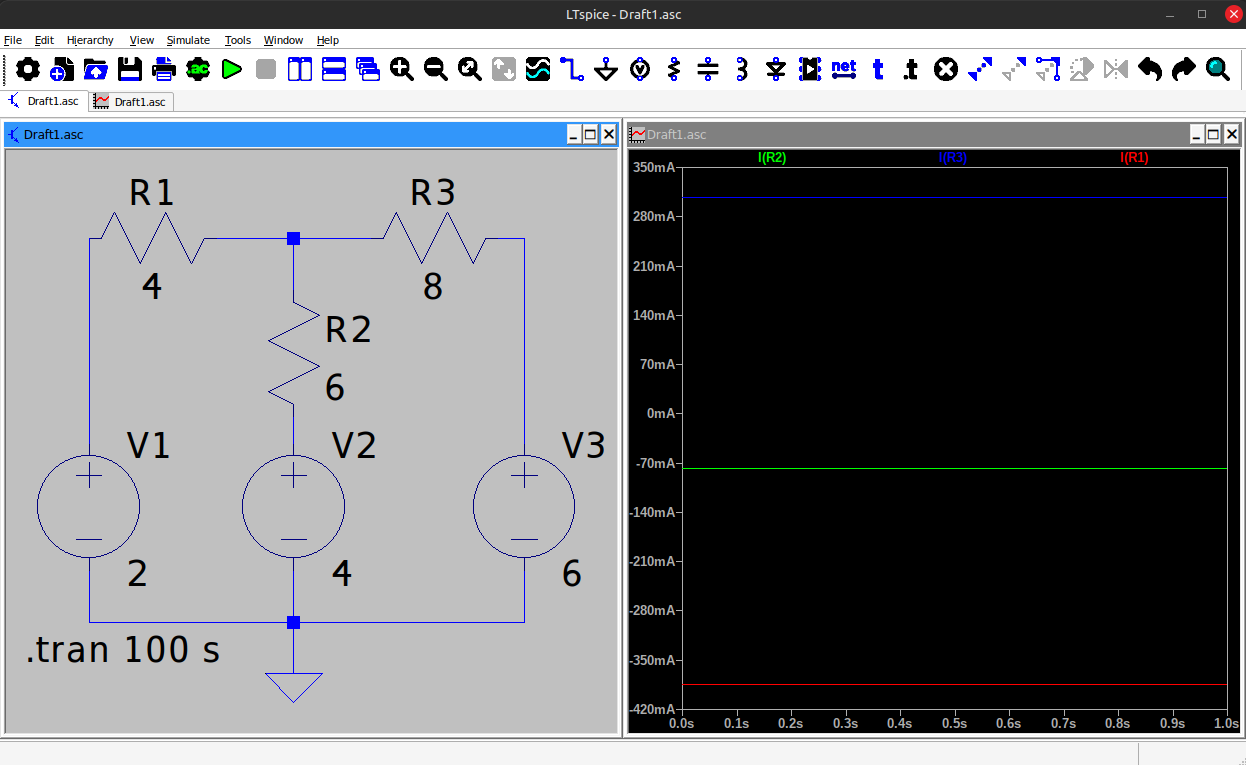 LTspice - Draft1.asc
File Edit Hierarchy View Simulate Tools Window Help
.ac net t .t
Draft1.asc Draft1.asc
Draft1.asc
R1 R3
4 8
R2
6
V1 V2 V3
2 4 6
.tran 100 s
Draft1.asc
I(R2) I(R3) I(R1)
350mA
280mA
210mA
140mA
70mA
0mA
-70mA
-140mA
-210mA
-280mA
-350mA
-420mA
0.0s 0.1s 0.2s 0.3s 0.4s 0.5s 0.6s 0.7s 0.8s 0.9s 1.0s